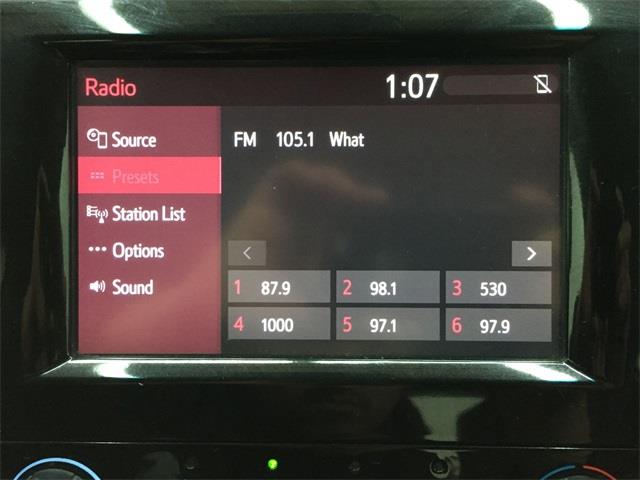 Radio 1:07
Source
Presets
Station List
Options
Sound
FM 105.1 What
1 87.9 2 98.1 3 530
4 1000 5 97.1 6 97.9